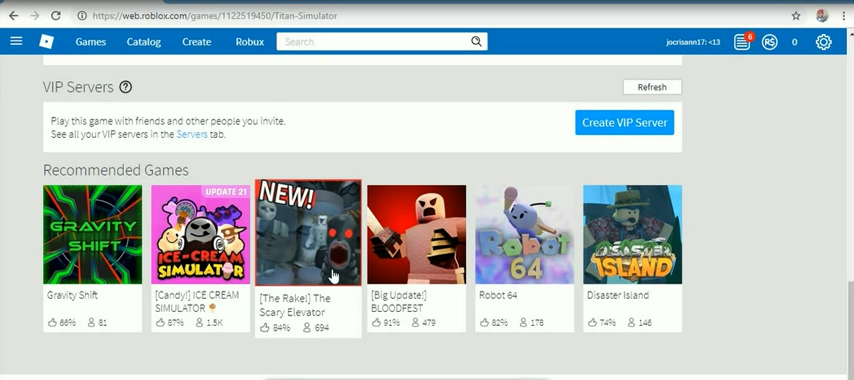 https://web.roblox.com/games/1122519450/Titan-Simulator
Games Catalog Create Robux Search jocrisann17: <13 6 R$ 0
VIP Servers
Refresh
Play this game with friends and other people you invite.
See all your VIP servers in the Servers tab.
Create VIP Server
Recommended Games
GRAVITY SHIFT
UPDATE 21
ICE-CREAM SIMULATOR
NEW!
Robot 64
DISASTER ISLAND
Gravity Shift
66% 81
[Candy!] ICE CREAM
SIMULATOR
87% 1.5K
[The Rake!] The
Scary Elevator
84% 694
[Big Update!]
BLOODFEST
91% 479
Robot 64
82% 178
Disaster Island
74% 146